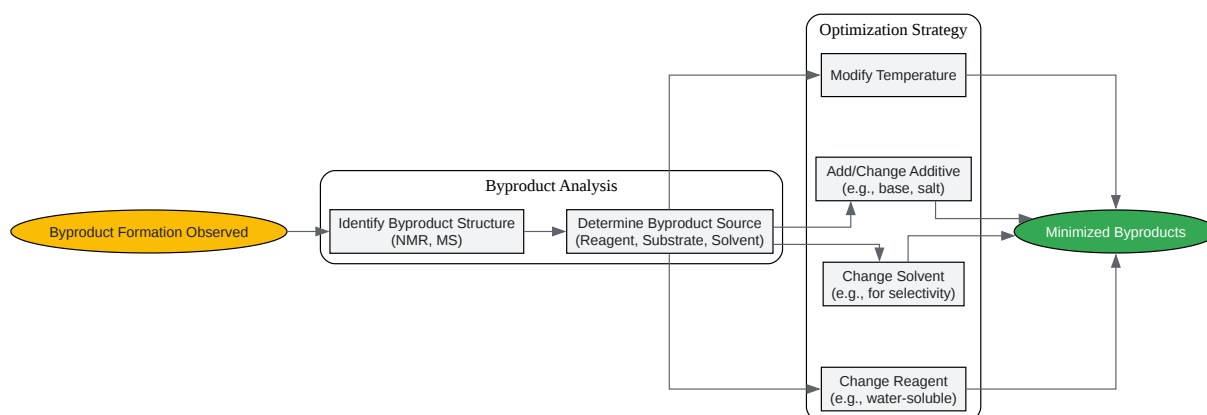 Optimization Strategy
Modify Temperature
Byproduct Analysis
Add/Change Additive
(e.g., base, salt)
Byproduct Formation Observed
Identify Byproduct Structure
(NMR, MS)
Determine Byproduct Source
(Reagent, Substrate, Solvent)
Minimized Byproducts
Change Solvent
(e.g., for selectivity)
Change Reagent
(e.g., water-soluble)